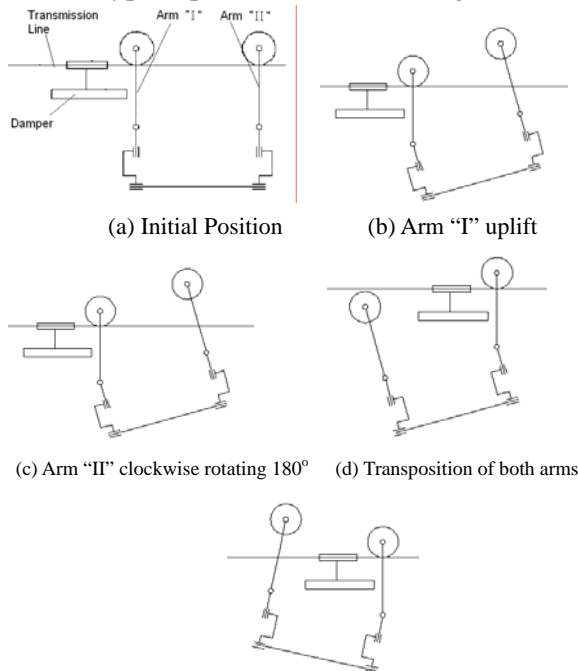 Transmission Line
Arm "I"
Arm "II"
Damper
(a) Initial Position
(b) Arm “I” uplift
(c) Arm “II” clockwise rotating 180°
(d) Transposition of both arms